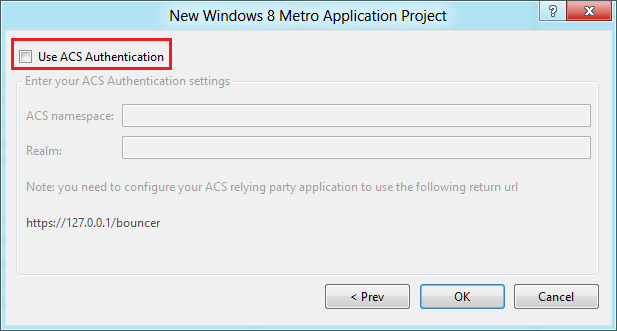 New Windows 8 Metro Application Project
?
Use ACS Authentication
Enter your ACS Authentication settings
ACS namespace:
Realm:
Note: you need to configure your ACS relying party application to use the following return url
https://127.0.0.1/bouncer
< Prev OK Cancel